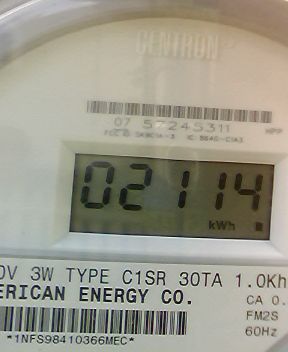 CENTRON
07 57245311 HPP
02114
kWh
0V 3W TYPE C1SR 30TA 1.0Kh
ERICAN ENERGY CO. CA 0.
FM2S
60Hz
*1NFS98410366MEC*